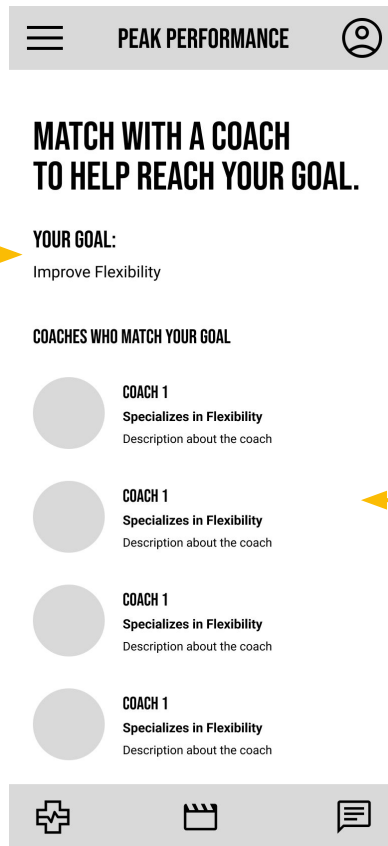 PEAK PERFORMANCE
MATCH WITH A COACH
TO HELP REACH YOUR GOAL.
YOUR GOAL:
Improve Flexibility
COACHES WHO MATCH YOUR GOAL
COACH 1
Specializes in Flexibility
Description about the coach
COACH 1
Specializes in Flexibility
Description about the coach
COACH 1
Specializes in Flexibility
Description about the coach
COACH 1
Specializes in Flexibility
Description about the coach